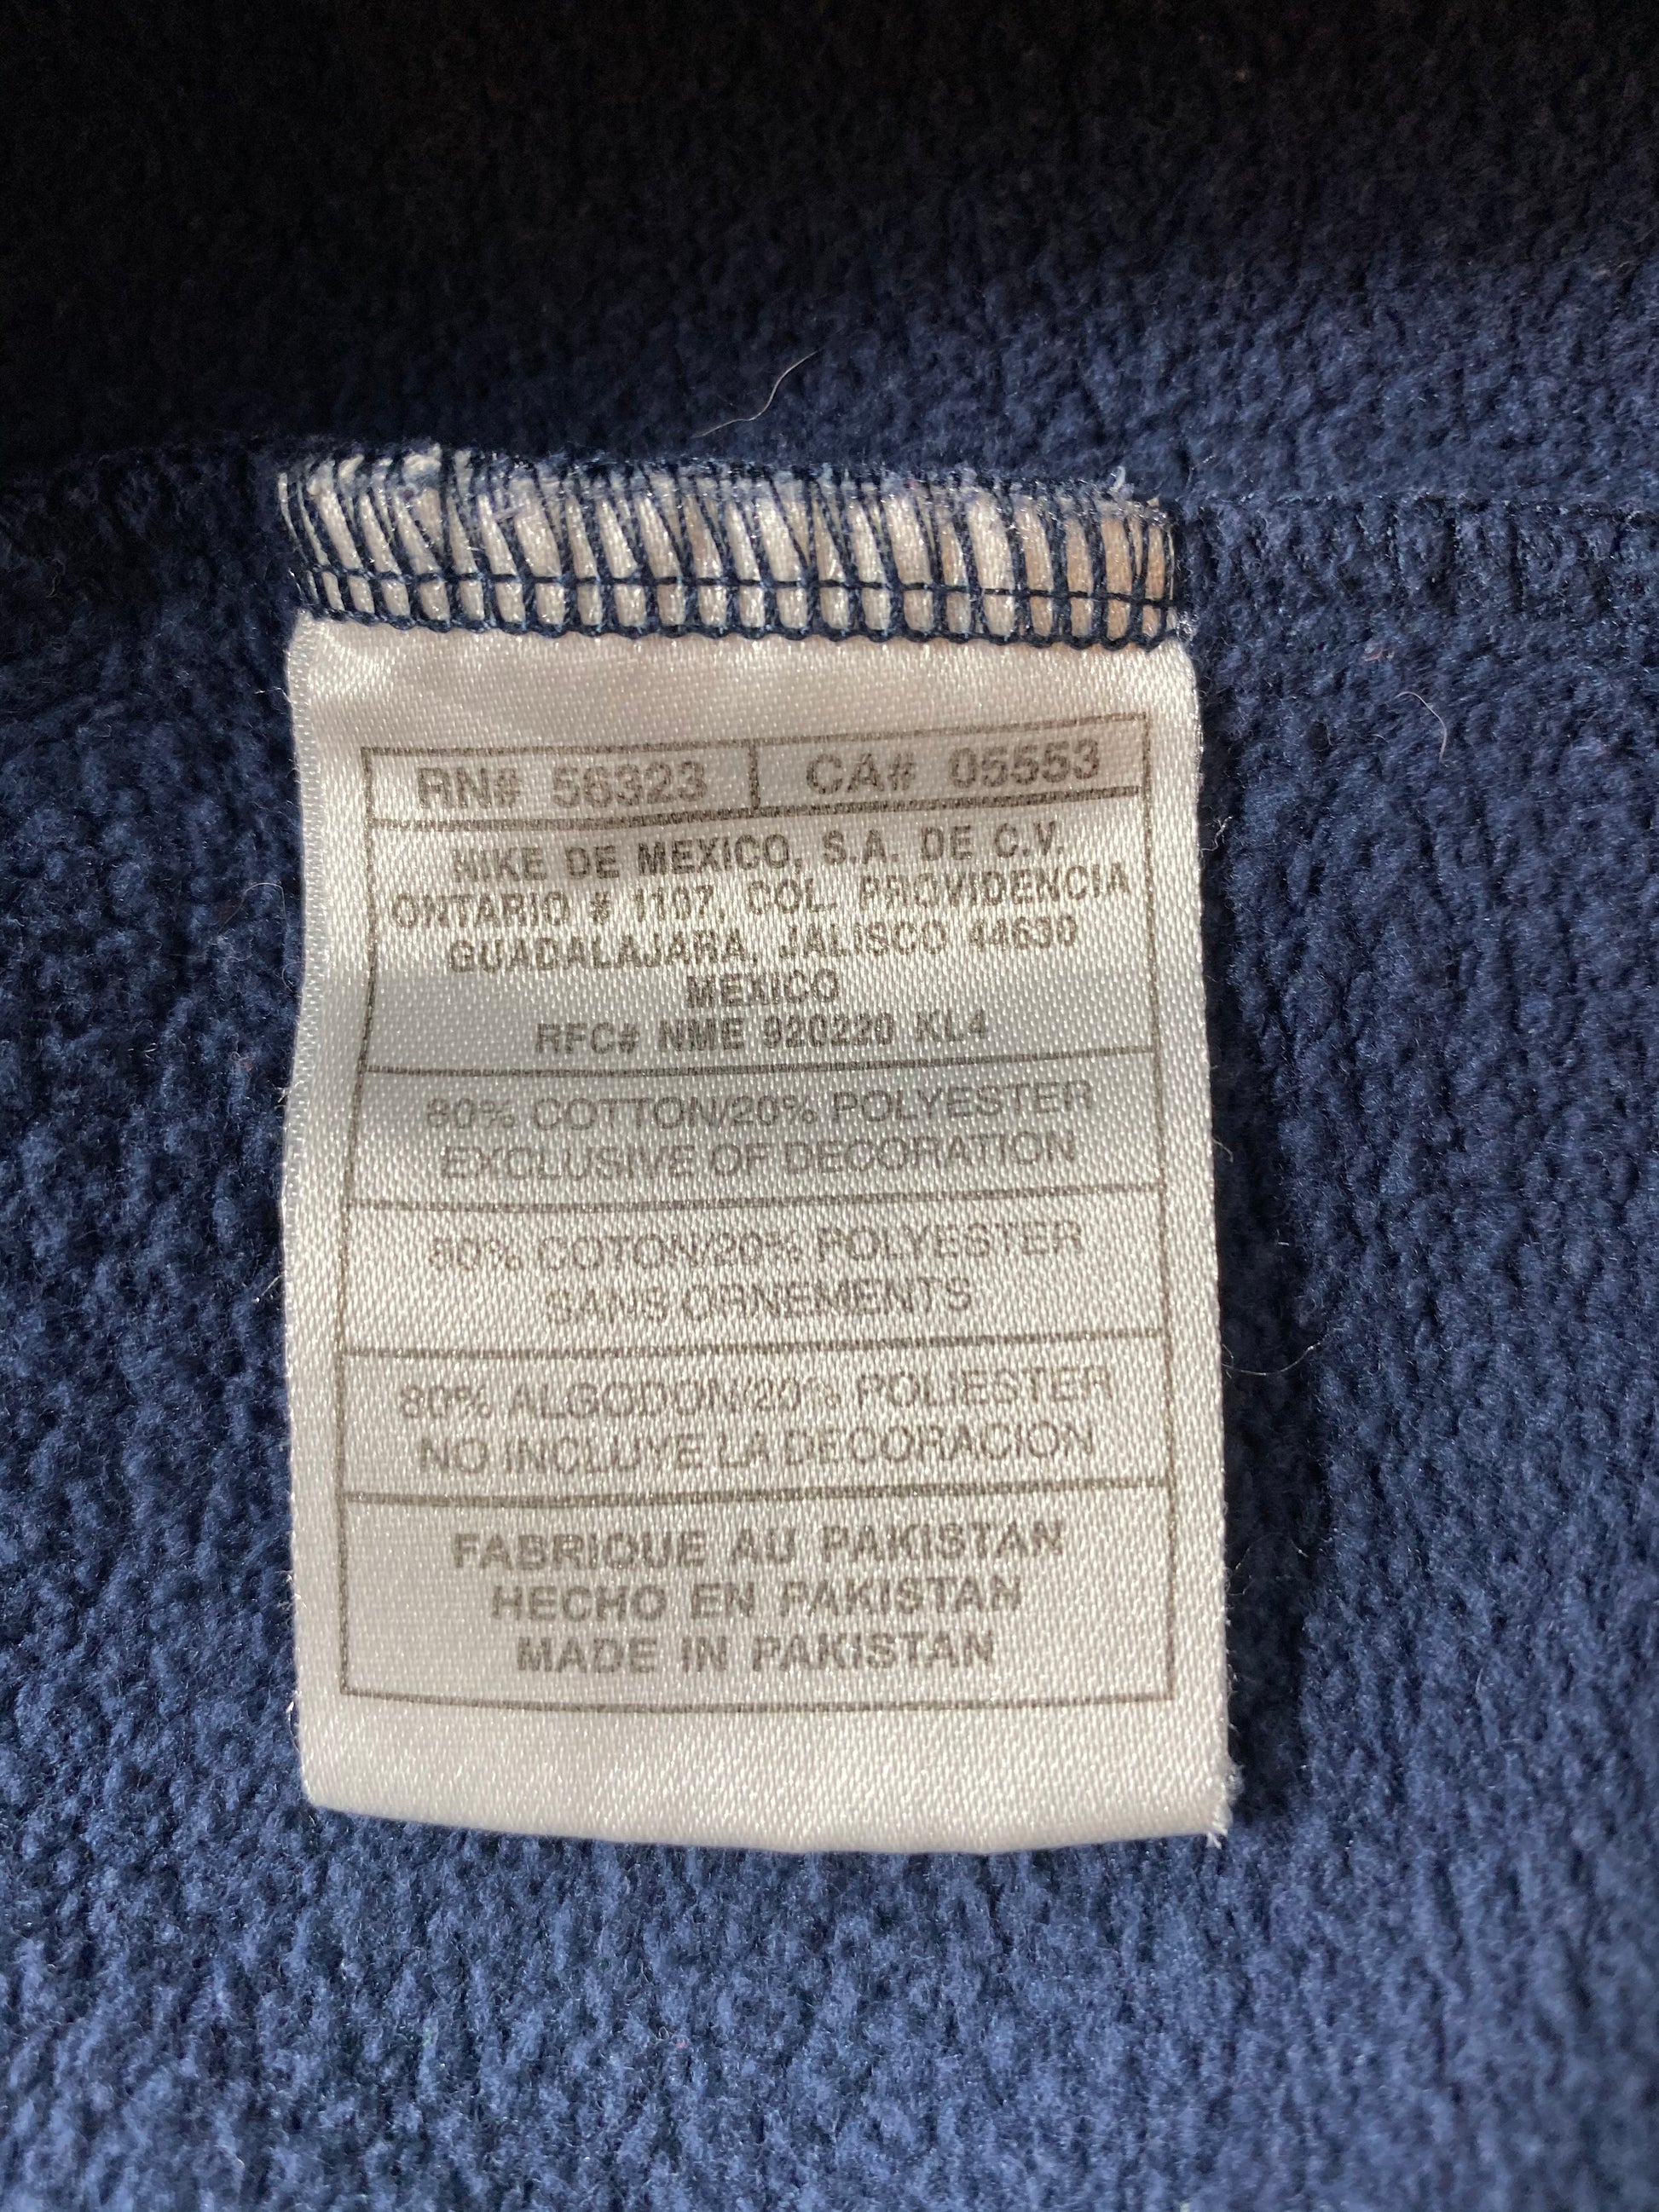 RN# 56323 CA# 05553
NIKE DE MEXICO, S.A. DE C.V.
ONTARIO # 1107, COL. PROVIDENCIA
GUADALAJARA, JALISCO 44630
MEXICO
RFC# NME 920220 KL4
80% COTTON/20% POLYESTER
EXCLUSIVE OF DECORATION
80% COTON/20% POLYESTER
SANS ORNEMENTS
80% ALGODON/20% POLIESTER
NO INCLUYE LA DECORACION
FABRIQUE AU PAKISTAN
HECHO EN PAKISTAN
MADE IN PAKISTAN